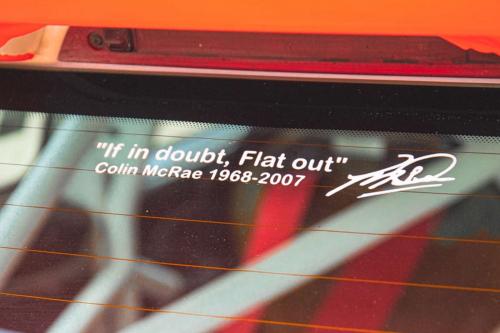 "If in doubt, Flat out"
Colin McRae 1968-2007